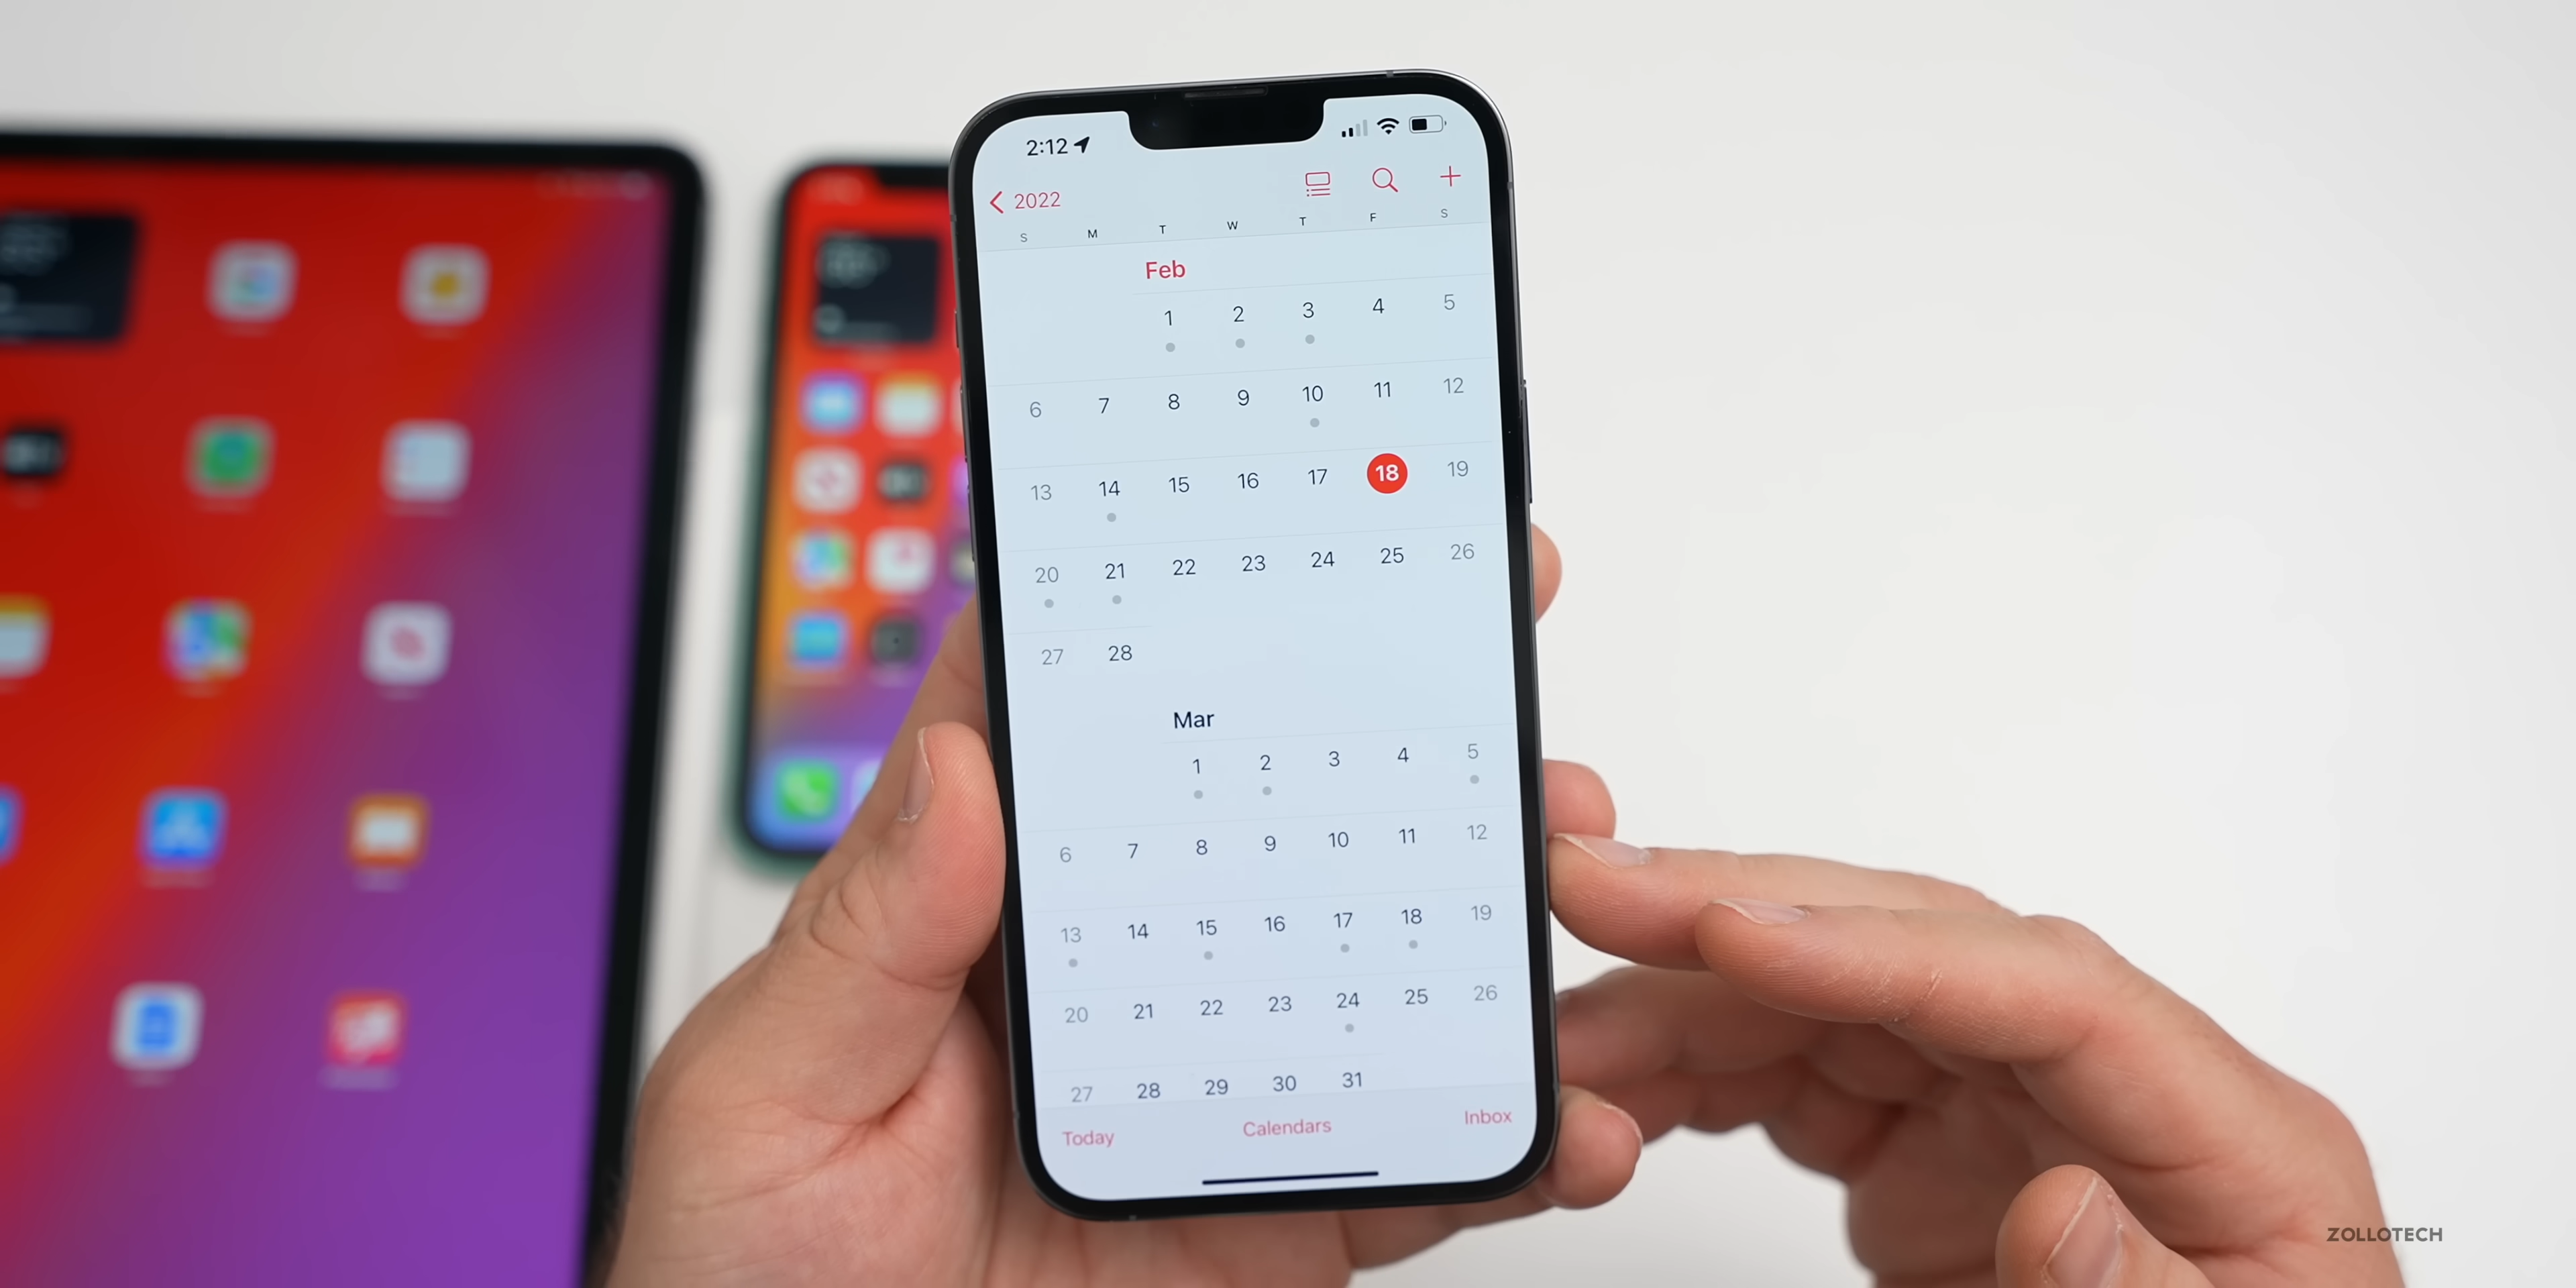 2:12
2022
S M T W T F S
Feb
1 2 3 4 5
6 7 8 9 10 11 12
13 14 15 16 17 18 19
20 21 22 23 24 25 26
27 28
Mar
1 2 3 4 5
6 7 8 9 10 11 12
13 14 15 16 17 18 19
20 21 22 23 24 25 26
27 28 29 30 31
Today Calendars Inbox
ZOLLOTECH